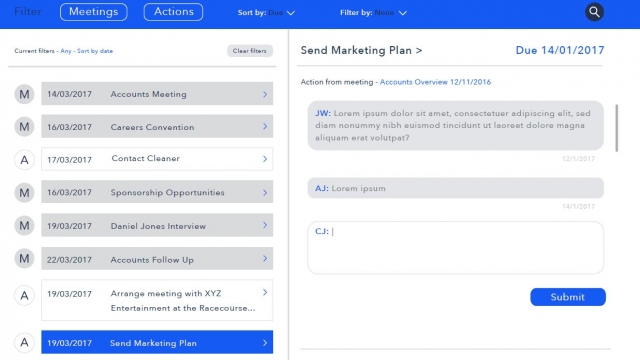 Filter
Meetings
Actions
Sort by: Due
Filter by: None
Current filters - Any - Sort by date
Clear filters
M 14/03/2017 Accounts Meeting >
M 16/03/2017 Careers Convention >
A 17/03/2017 Contact Cleaner >
M 16/03/2017 Sponsorship Opportunities >
M 19/03/2017 Daniel Jones Interview >
M 22/03/2017 Accounts Follow Up >
A 19/03/2017 Arrange meeting with XYZ >
Entertainment at the Racecourse...
A 19/03/2017 Send Marketing Plan >
Send Marketing Plan >
Due 14/01/2017
Action from meeting - Accounts Overview 12/11/2016
JW: Lorem ipsum dolor sit amet, consectetuer adipiscing elit, sed
diam nonummy nibh euismod tincidunt ut laoreet dolore magna
aliquam erat volutpat?
12/1/2017
AJ: Lorem ipsum
14/1/2017
CJ: |
Submit